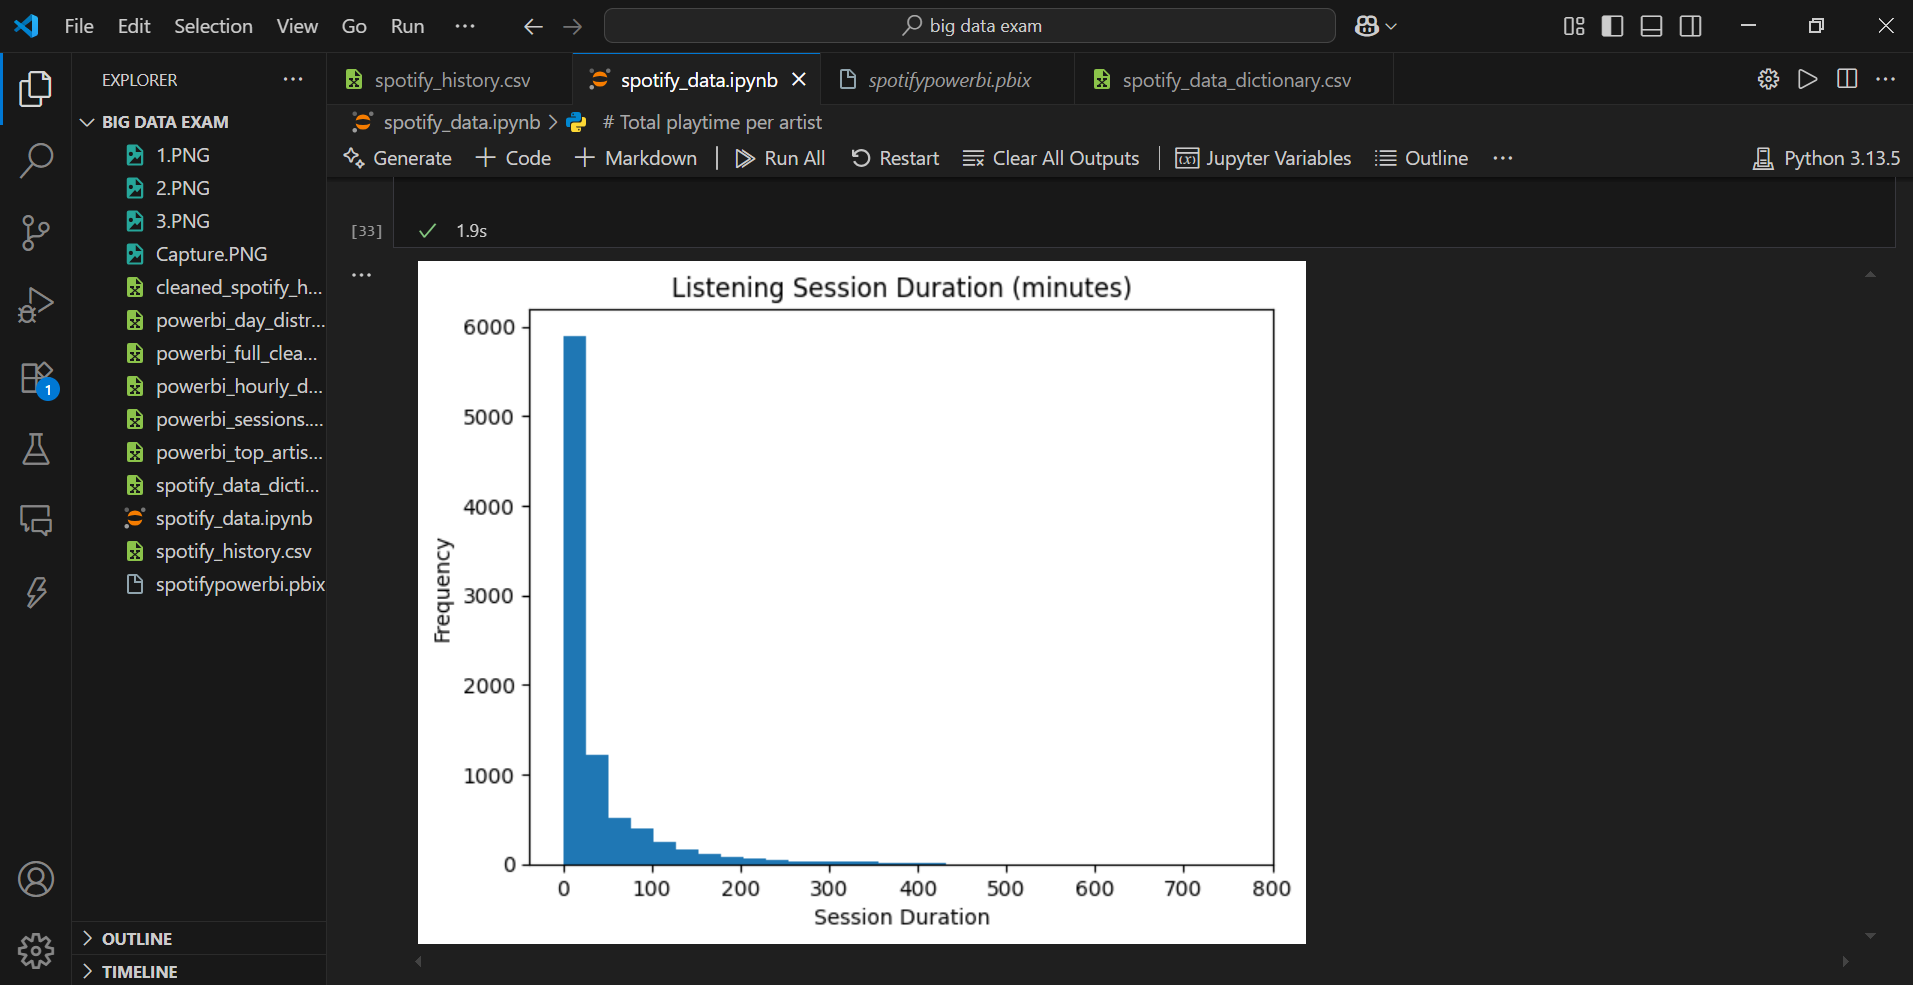 File Edit Selection View Go Run ··· big data exam
EXPLORER ···
BIG DATA EXAM
1.PNG
2.PNG
3.PNG
Capture.PNG
cleaned_spotify_h...
powerbi_day_distr...
powerbi_full_clea...
powerbi_hourly_d...
powerbi_sessions....
powerbi_top_artis...
spotify_data_dicti...
spotify_data.ipynb
spotify_history.csv
spotifypowerbi.pbix
OUTLINE
TIMELINE
1
spotify_history.csv spotify_data.ipynb spotifypowerbi.pbix spotify_data_dictionary.csv
spotify_data.ipynb > # Total playtime per artist
Generate + Code + Markdown | Run All Restart Clear All Outputs | Jupyter Variables Outline ··· Python 3.13.5
[33] ✓ 1.9s
···
Listening Session Duration (minutes)
6000
5000
4000
3000
2000
1000
0
Frequency
0 100 200 300 400 500 600 700 800
Session Duration